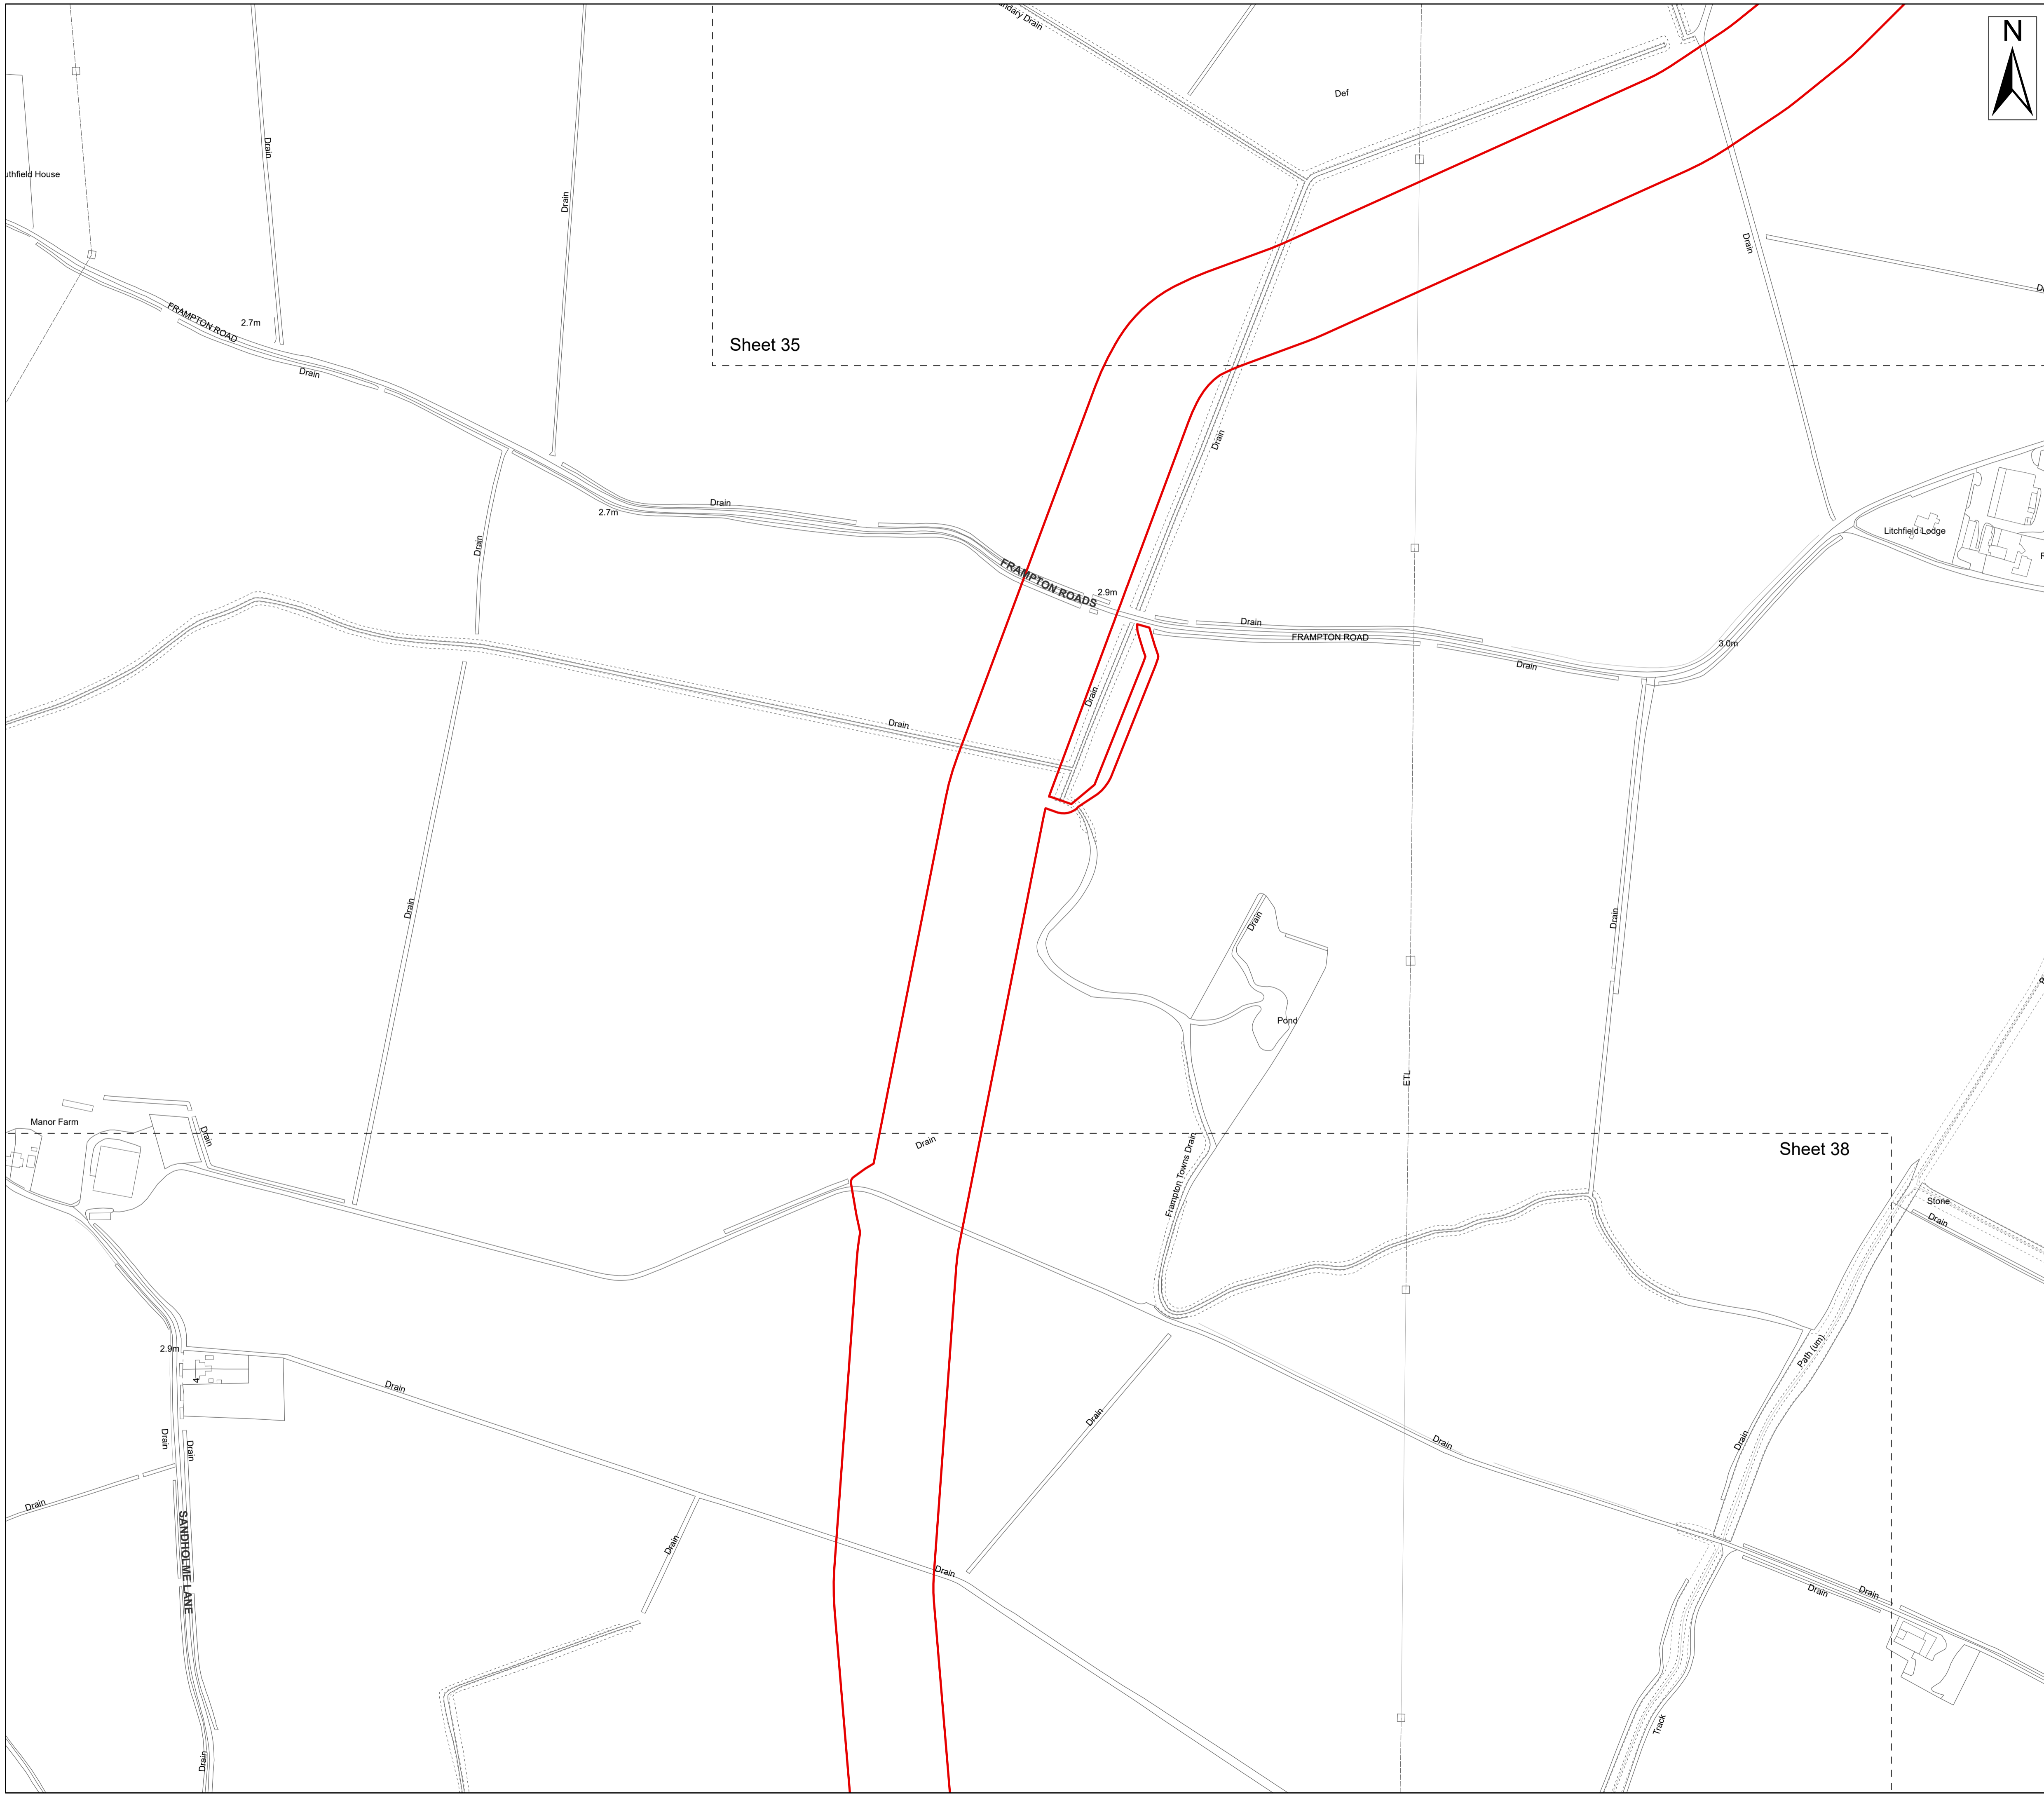 N
Def
Drain
uthfield House
Drain
Drain
Drain
FRAMPTON ROAD
2.7m
Sheet 35
Drain
Drain
Drain
2.7m
Litchfield Lodge
Drain
FRAMPTON ROADS
2.9m
Drain
FRAMPTON ROAD
3.0m
Drain
Drain
Drain
Drain
Drain
Drain
Pond
ETL
Manor Farm
Drain
Drain
Sheet 38
Frampton Towns Drain
Stone
Drain
2.9m
4
Path (um)
Drain
Drain
Drain
Drain
Drain
Drain
Drain
SANDHOLME LANE
Drain
Drain
Drain
Drain
Track
Drain